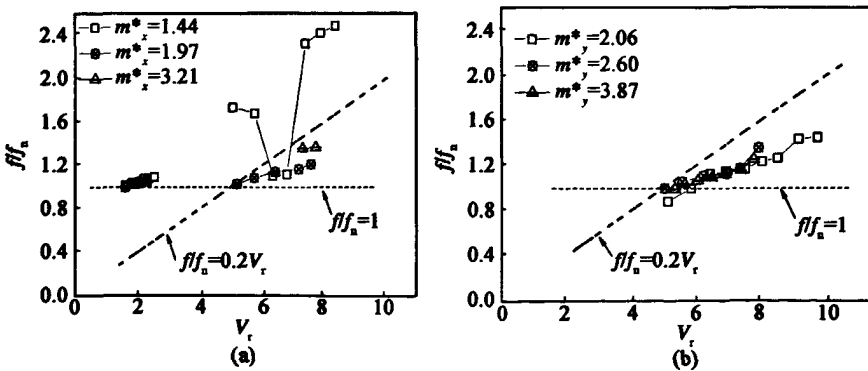 2.4
2.0
1.6
1.2
0.8
0.4
0.0
f/fn
m*x=1.44
m*x=1.97
m*x=3.21
f/fn=1
f/fn=0.2Vr
0 2 4 6 8 10
Vr
(a)
2.4
2.0
1.6
1.2
0.8
0.4
0.0
f/fn
m*y=2.06
m*y=2.60
m*y=3.87
f/fn=1
f/fn=0.2Vr
0 2 4 6 8 10
Vr
(b)